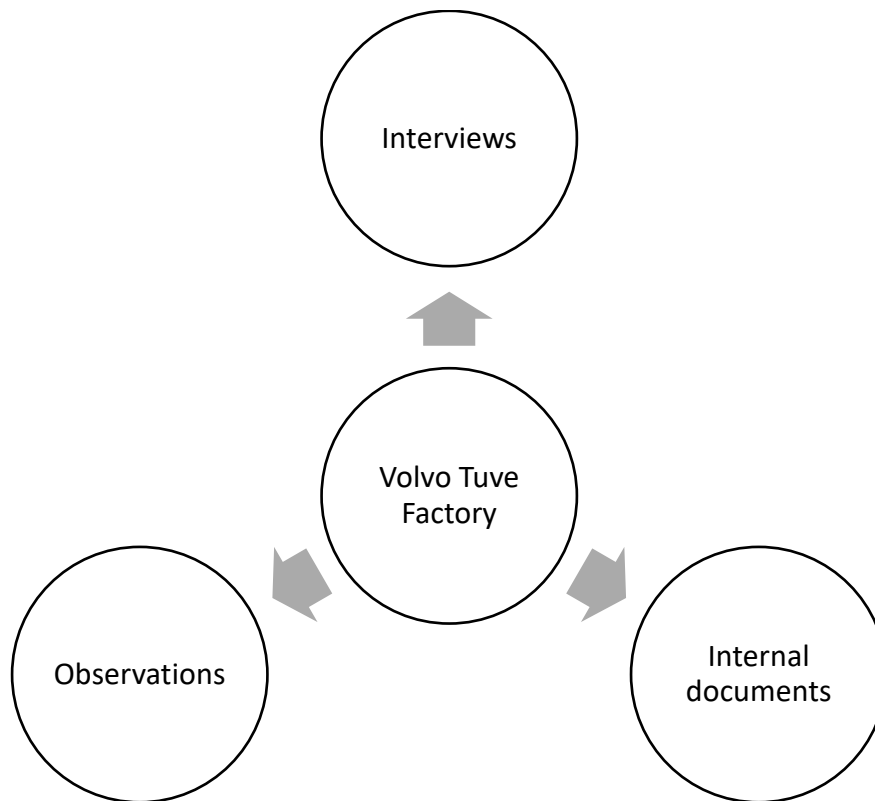 Interviews
Volvo Tuve
Factory
Observations
Internal
documents